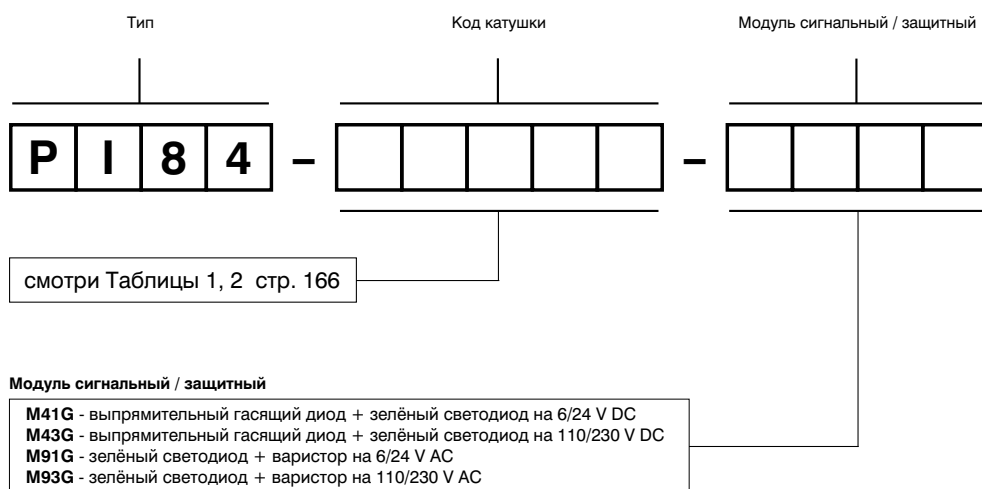 Тип Код катушки Модуль сигнальный / защитный
P I 8 4 – –
смотри Таблицы 1, 2 стр. 166
Модуль сигнальный / защитный
M41G - выпрямительный гасящий диод + зелёный светодиод на 6/24 V DC
M43G - выпрямительный гасящий диод + зелёный светодиод на 110/230 V DC
M91G - зелёный светодиод + варистор на 6/24 V AC
M93G - зелёный светодиод + варистор на 110/230 V AC